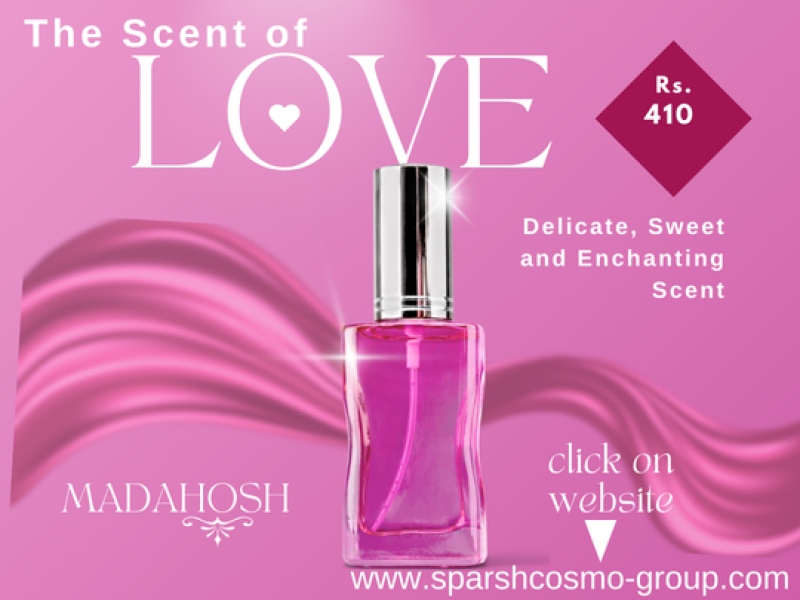 The Scent of
LOVE
Rs.
410
Delicate, Sweet
and Enchanting
Scent
MADAHOSH
click on
website
www.sparshcosmo-group.com